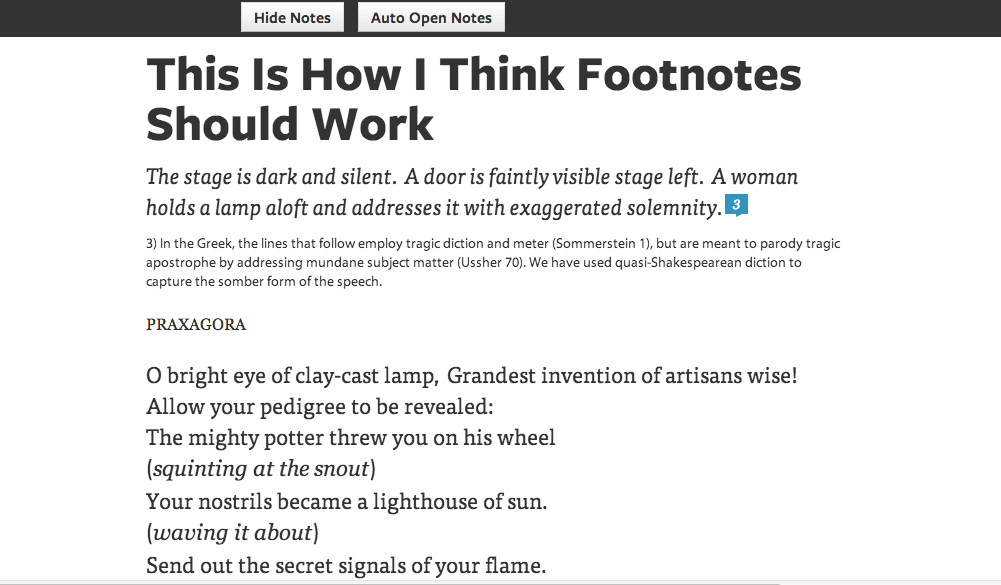 Hide Notes Auto Open Notes
This Is How I Think Footnotes
Should Work
The stage is dark and silent. A door is faintly visible stage left. A woman
holds a lamp aloft and addresses it with exaggerated solemnity. 3
3) In the Greek, the lines that follow employ tragic diction and meter (Sommerstein 1), but are meant to parody tragic
apostrophe by addressing mundane subject matter (Ussher 70). We have used quasi-Shakespearean diction to
capture the somber form of the speech.
PRAXAGORA
O bright eye of clay-cast lamp, Grandest invention of artisans wise!
Allow your pedigree to be revealed:
The mighty potter threw you on his wheel
(squinting at the snout)
Your nostrils became a lighthouse of sun.
(waving it about)
Send out the secret signals of your flame.